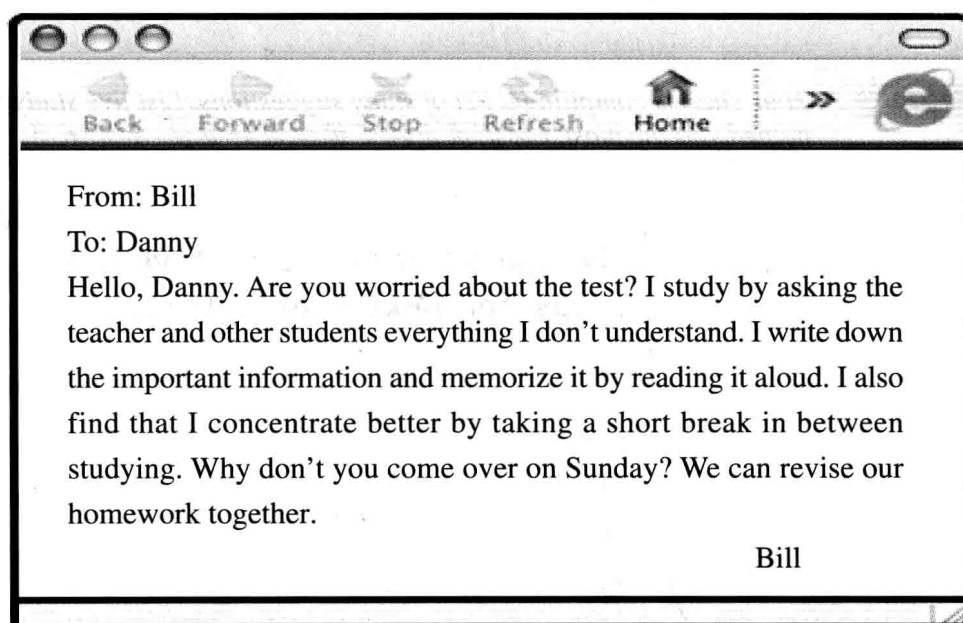 Back Forward Stop Refresh Home »
From: Bill
To: Danny
Hello, Danny. Are you worried about the test? I study by asking the
teacher and other students everything I don't understand. I write down
the important information and memorize it by reading it aloud. I also
find that I concentrate better by taking a short break in between
studying. Why don't you come over on Sunday? We can revise our
homework together.
Bill